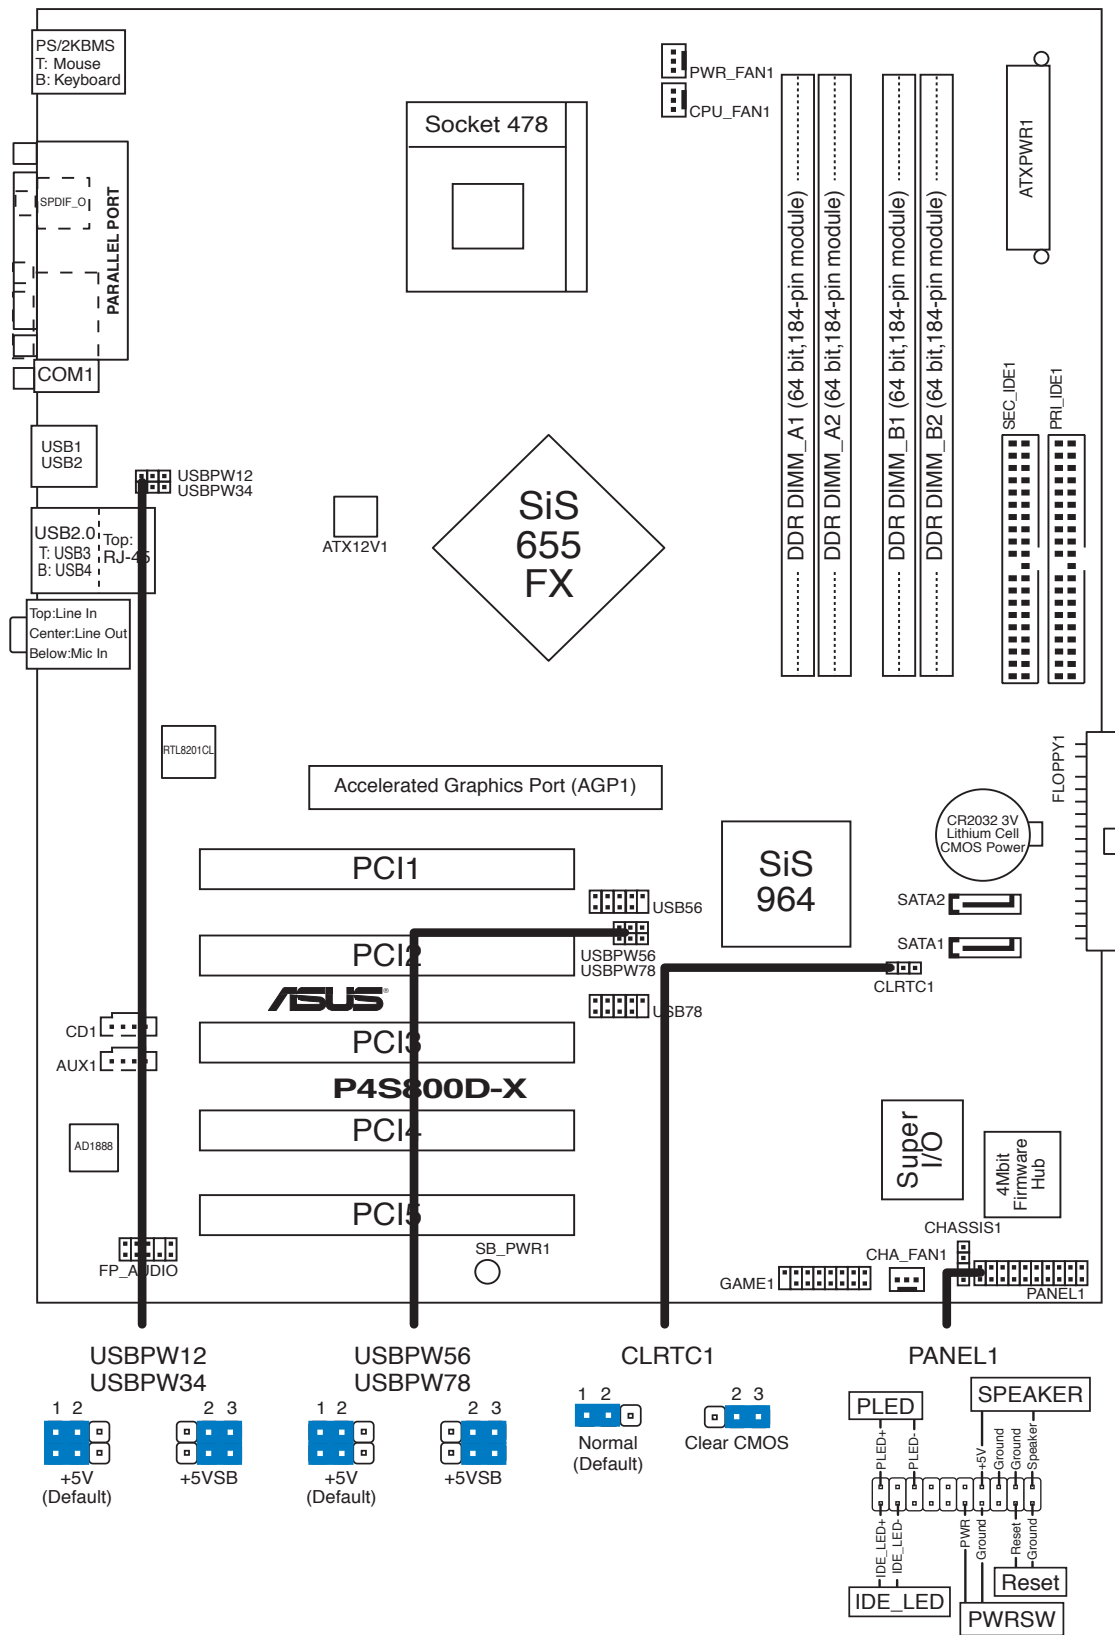 PS/2KBMS
T: Mouse
B: Keyboard
PWR_FAN1
CPU_FAN1
Socket 478
ATXPWR1
SPDIF_O
PARALLEL PORT
COM1
DDR DIMM_A1 (64 bit,184-pin module)
DDR DIMM_A2 (64 bit,184-pin module)
DDR DIMM_B1 (64 bit,184-pin module)
DDR DIMM_B2 (64 bit,184-pin module)
SEC_IDE1
PRI_IDE1
USB1
USB2
USBPW12
USBPW34
USB2.0
T: USB3
B: USB4
Top:
RJ-45
ATX12V1
SiS
655
FX
Top:Line In
Center:Line Out
Below:Mic In
RTL8201CL
Accelerated Graphics Port (AGP1)
FLOPPY1
CR2032 3V
Lithium Cell
CMOS Power
PCI1
SiS
964
USB56
SATA2
PCI2
USBPW56
USBPW78
SATA1
CLRTC1
ASUS®
USB78
CD1
PCI3
AUX1
P4S800D-X
PCI4
AD1888
Super
I/O
4Mbit
Firmware
Hub
PCI5
CHASSIS1
SB_PWR1
CHA_FAN1
FP_AUDIO
GAME1
PANEL1
USBPW12
USBPW34
1 2
2 3
+5V
(Default)
+5VSB
USBPW56
USBPW78
1 2
2 3
+5V
(Default)
+5VSB
CLRTC1
1 2
2 3
Normal
(Default)
Clear CMOS
PANEL1
PLED
SPEAKER
PLED+
PLED-
+5V
Ground
Ground
Speaker
IDE_LED+
IDE_LED-
PWR
Ground
Reset
Ground
IDE_LED
Reset
PWRSW